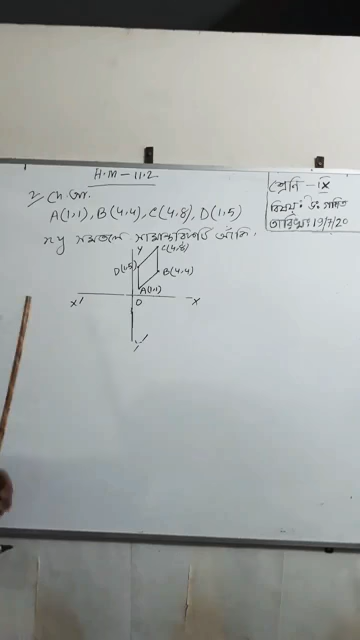 H.M - 11.2
শ্রেনি - IX
বিষয়: উ: গণিত
তারিখ: 19/7/20
2/ Ch. আ.
A(1,1), B(4,4), C(4,8), D(1,5)
xy সমতলে সামান্তরিকটি আঁকি।
Y C(4,8)
D(1,5)
B(4,4)
A(1,1)
X' O X
Y'